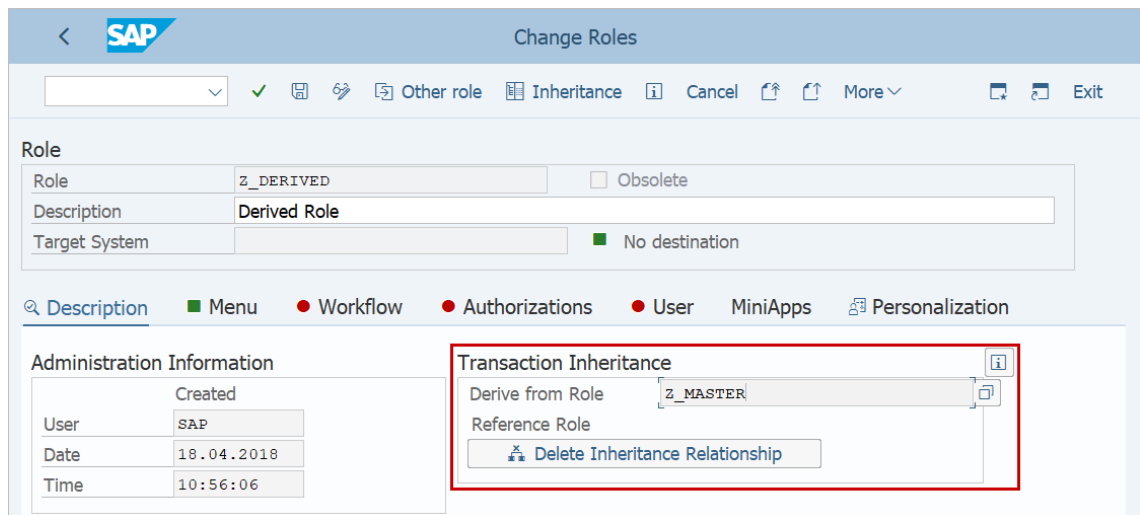 SAP Change Roles
Other role Inheritance Cancel More Exit
Role
Role Z_DERIVED Obsolete
Description Derived Role
Target System No destination
Description Menu Workflow Authorizations User MiniApps Personalization
Administration Information
Created
User SAP
Date 18.04.2018
Time 10:56:06
Transaction Inheritance
Derive from Role Z_MASTER
Reference Role
Delete Inheritance Relationship